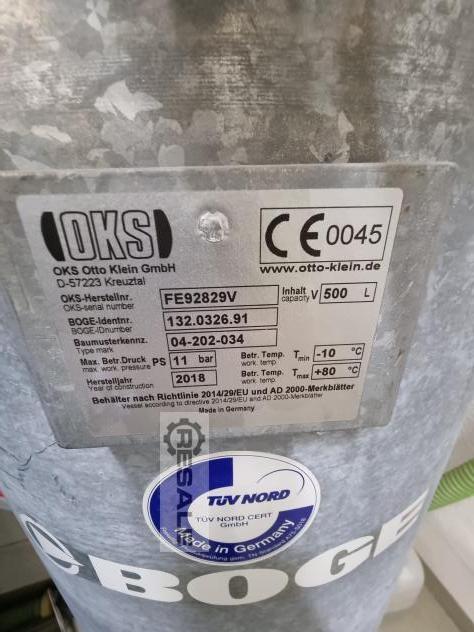 OKS
OKS Otto Klein GmbH
D-57223 Kreuztal
CE 0045
www.otto-klein.de
OKS-Herstellnr. FE92829V
OKS-serial number
Inhalt V 500 L
capacity
BOGE-Identnr. 132.0326.91
BOGE-IDnumber
Baumusterkennz. 04-202-034
Type mark
Max. Betr.Druck PS 11 bar
max. work. pressure
Betr. Temp. Tmin -10 °C
work. temp.
Herstelljahr 2018
Year of construction
Betr. Temp. Tmax +80 °C
work. temp.
Behälter nach Richtlinie 2014/29/EU und AD 2000-Merkblätter
Vessel according to directive 2014/29/EU and AD 2000-Merkblätter
Made in Germany
RESALE
TÜV NORD
TÜV NORD CERT
GmbH
Made in Germany
BOGE